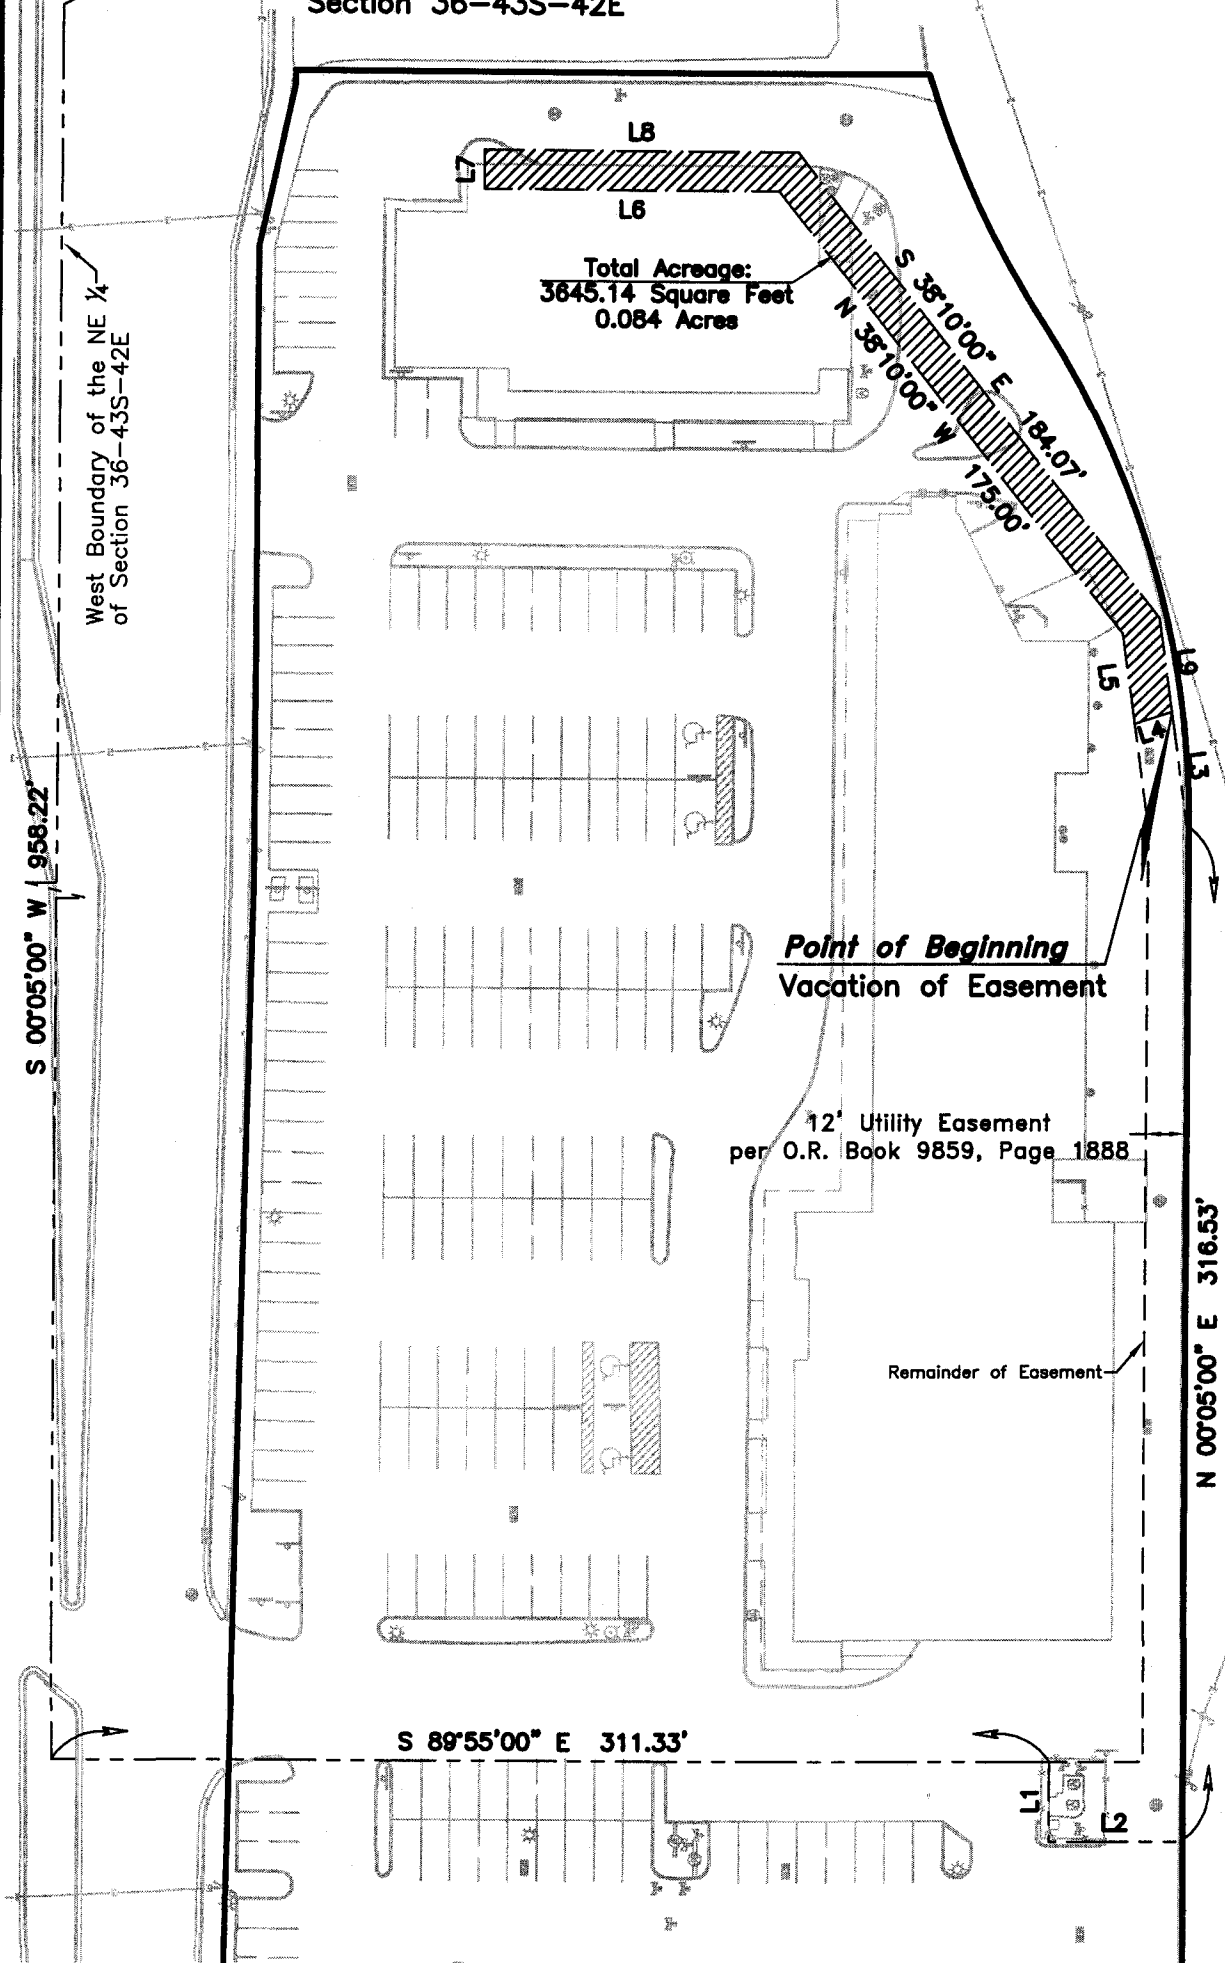 Section 36-43S-42E
L8
L7
L6
Total Acreage:
3645.14 Square Feet
0.084 Acres
S 38°10'00" E 184.07'
N 38°10'00" W 175.00'
West Boundary of the NE ¼
of Section 36-43S-42E
L9
L5
L4
L3
S 00°05'00" W 1958.22'
Point of Beginning
Vacation of Easement
12' Utility Easement
per O.R. Book 9859, Page 1888
N 00°05'00" E 316.53'
Remainder of Easement
S 89°55'00" E 311.33'
L1
L2